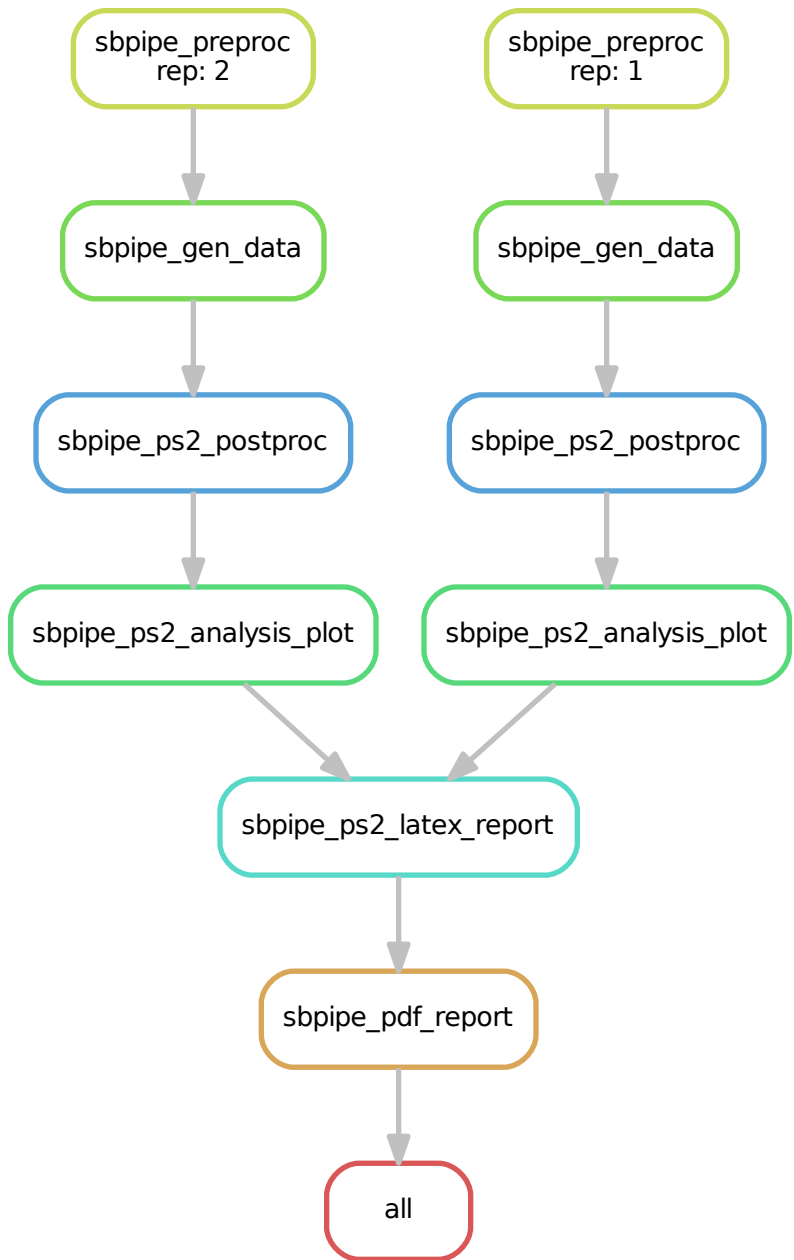 sbpipe_preproc
rep: 2
sbpipe_preproc
rep: 1
sbpipe_gen_data
sbpipe_gen_data
sbpipe_ps2_postproc
sbpipe_ps2_postproc
sbpipe_ps2_analysis_plot
sbpipe_ps2_analysis_plot
sbpipe_ps2_latex_report
sbpipe_pdf_report
all